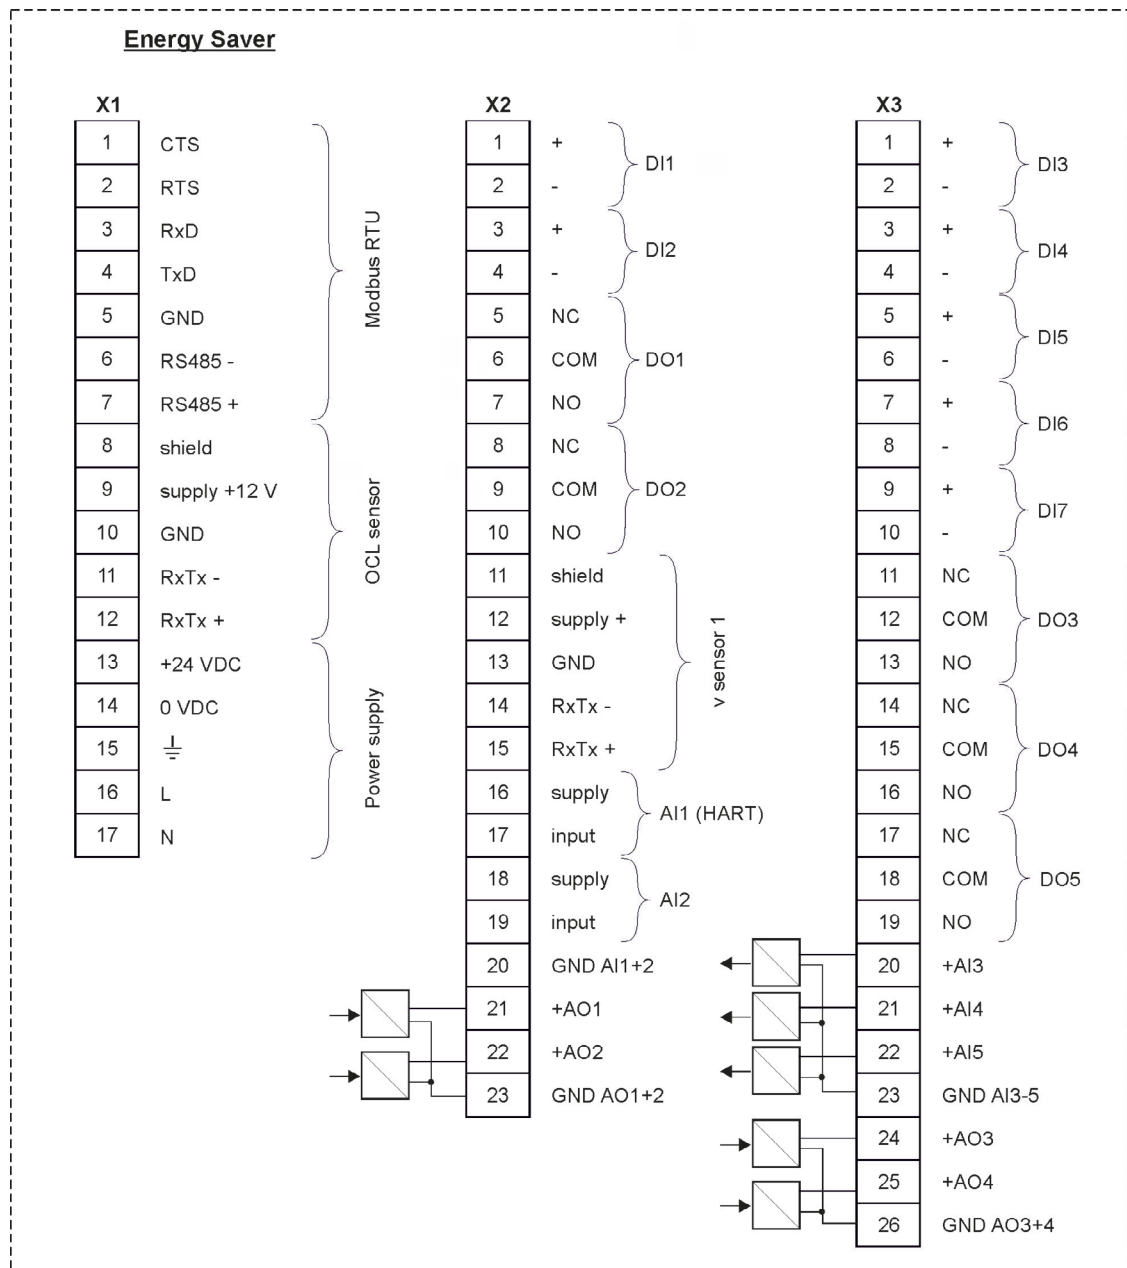 Energy Saver
X1
1 CTS
2 RTS
3 RxD
4 TxD
5 GND
6 RS485 -
7 RS485 +
Modbus RTU
8 shield
9 supply +12 V
10 GND
11 RxTx -
12 RxTx +
OCL sensor
13 +24 VDC
14 0 VDC
15
16 L
17 N
Power supply
X2
1 +
2 -
DI1
3 +
4 -
DI2
5 NC
6 COM
7 NO
DO1
8 NC
9 COM
10 NO
DO2
11 shield
12 supply +
13 GND
14 RxTx -
15 RxTx +
v sensor 1
16 supply
17 input
AI1 (HART)
18 supply
19 input
AI2
20 GND AI1+2
21 +AO1
22 +AO2
23 GND AO1+2
X3
1 +
2 -
DI3
3 +
4 -
DI4
5 +
6 -
DI5
7 +
8 -
DI6
9 +
10 -
DI7
11 NC
12 COM
13 NO
DO3
14 NC
15 COM
16 NO
DO4
17 NC
18 COM
19 NO
DO5
20 +AI3
21 +AI4
22 +AI5
23 GND AI3-5
24 +AO3
25 +AO4
26 GND AO3+4